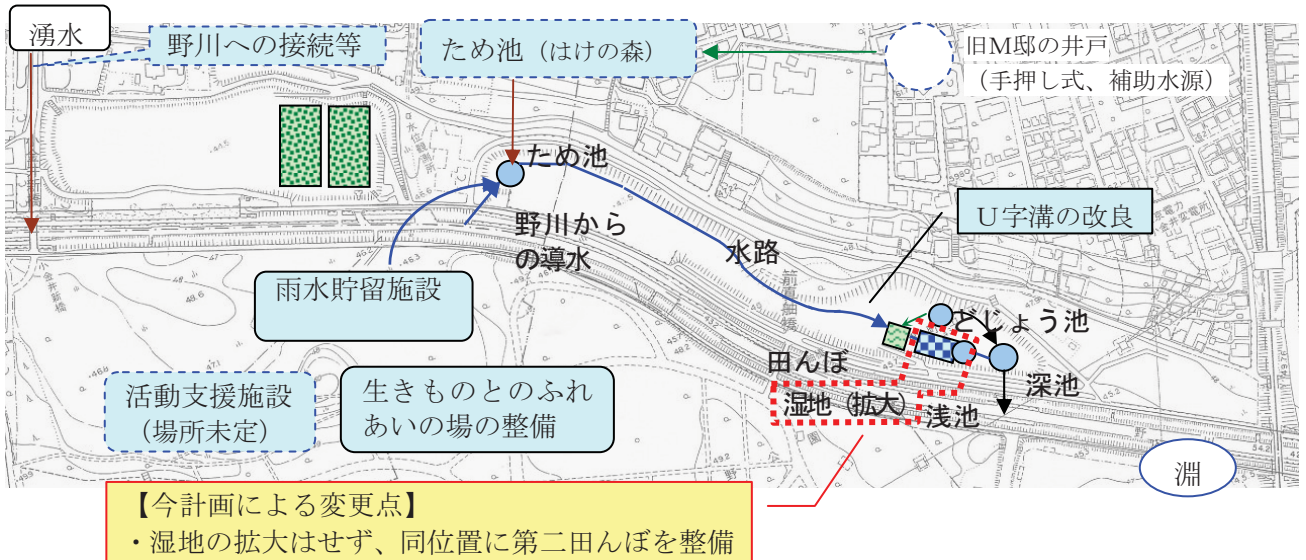 湧水
野川への接続等
ため池（はけの森）
旧Ｍ邸の井戸
（手押し式、補助水源）
ため池
Ｕ字溝の改良
野川から
の導水
水路
雨水貯留施設
どじょう池
田んぼ
深池
活動支援施設
（場所未定）
生きものとのふれ
あいの場の整備
湿地（拡大）
浅池
淵
【今計画による変更点】
・湿地の拡大はせず、同位置に第二田んぼを整備